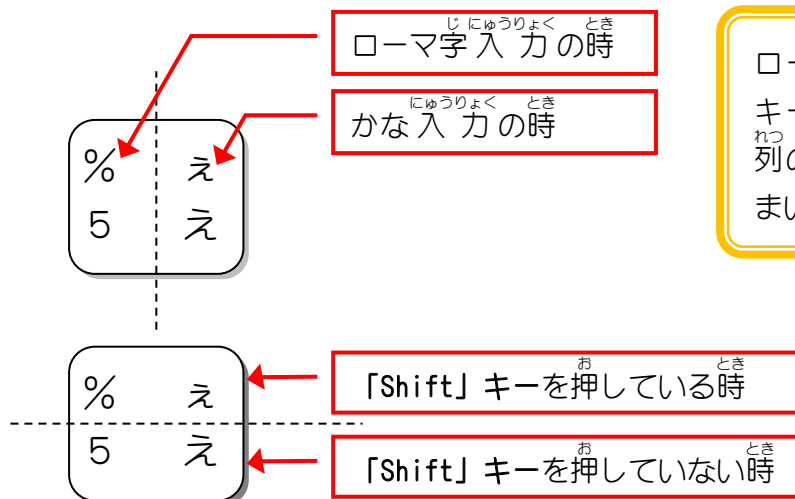 ローマ字入力の時
かな入力の時
% ぇ
5 え
ロー
キー
列の
まい
% ぇ
5 え
「Shift」キーを押している時
「Shift」キーを押していない時